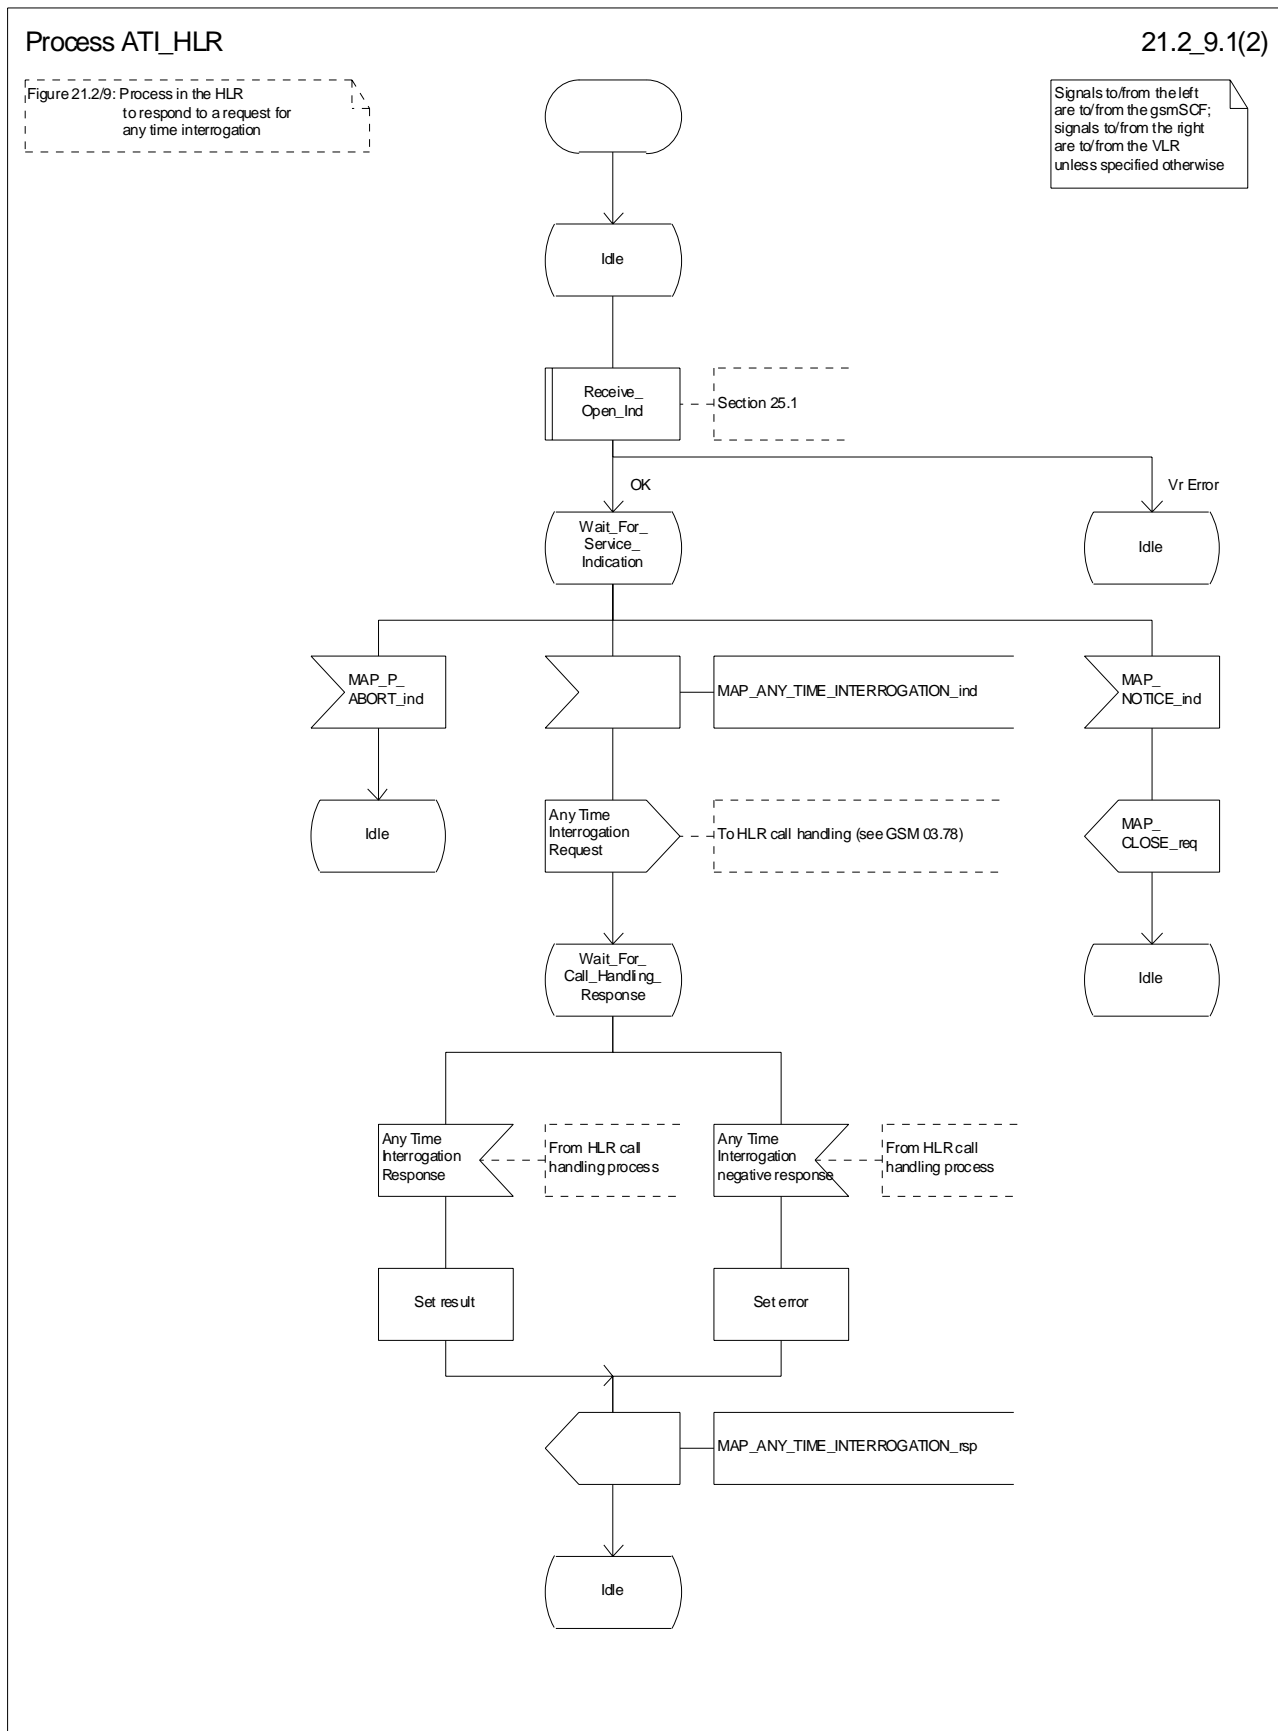 Process ATI_HLR
21.2_9.1(2)
Figure 21.2/9: Process in the HLR
to respond to a request for
any time interrogation
Signals to/from the left
are to/from the gsmSCF;
signals to/from the right
are to/from the VLR
unless specified otherwise
Idle
Receive_
Open_Ind
Section 25.1
OK
Vr Error
Wait_For_
Service_
Indication
Idle
MAP_P_
ABORT_ind
MAP_ANY_TIME_INTERROGATION_ind
MAP_
NOTICE_ind
Idle
Any Time
Interrogation
Request
To HLR call handling (see GSM 03.78)
MAP_
CLOSE_req
Wait_For_
Call_Handling_
Response
Idle
Any Time
Interrogation
Response
From HLR call
handling process
Any Time
Interrogation
negative response
From HLR call
handling process
Set result
Set error
MAP_ANY_TIME_INTERROGATION_rsp
Idle